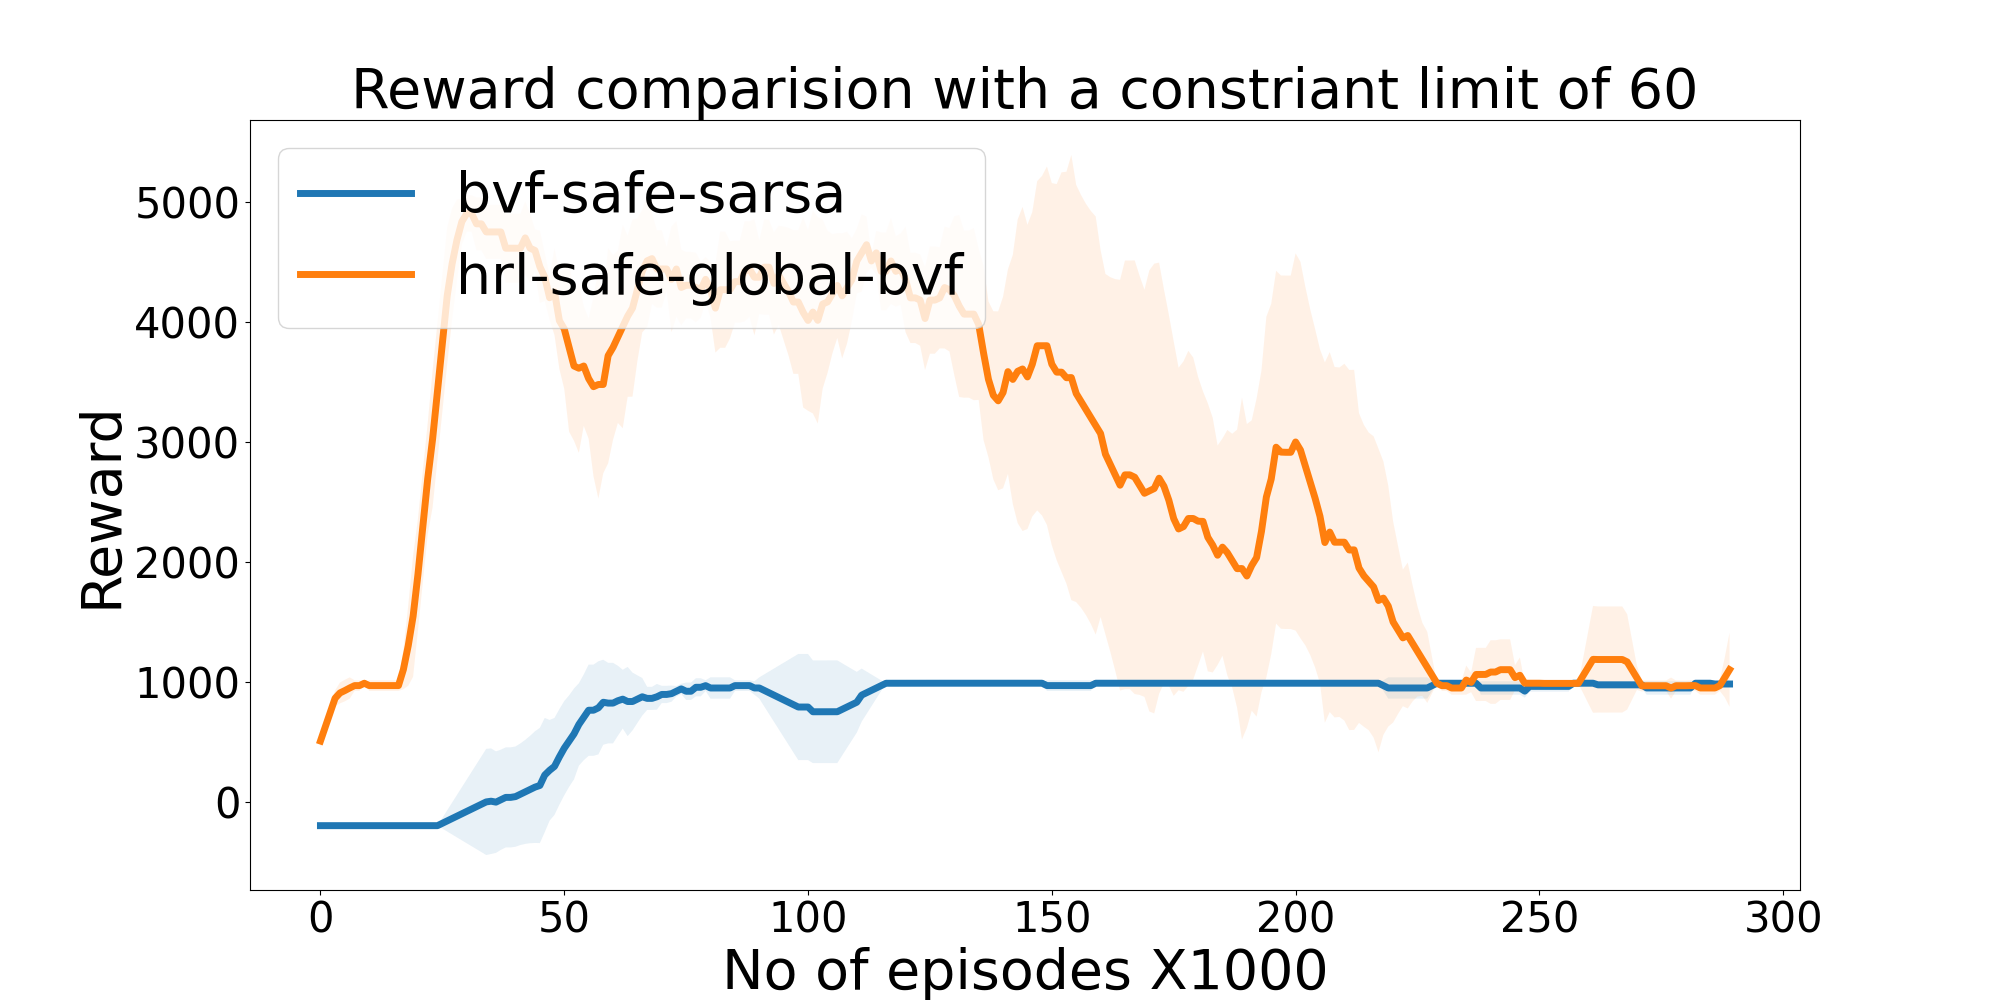 Reward comparision with a constriant limit of 60
bvf-safe-sarsa
hrl-safe-global-bvf
Reward
5000
4000
3000
2000
1000
0
0 50 100 150 200 250 300
No of episodes X1000